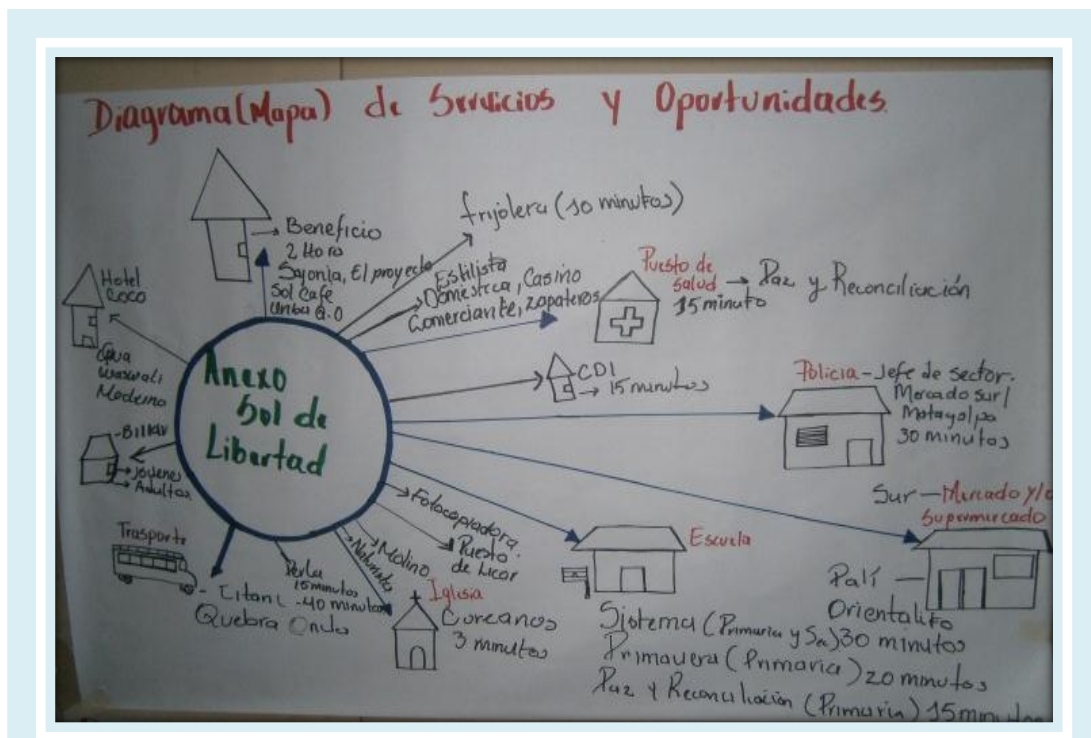 Diagrama (Mapa) de Servicios y Oportunidades.
Beneficio
2 Hora
Sajonia, El proyecto
Sol Cafe
frijolera (10 minutos)
Estilista
Domestica, Casino
Comerciante, zapateros
Puesto de
salud
15 minuto
Paz y Reconciliación
Hotel
Coco
Waswali
Moderno
Anexo
Sol de
Libertad
CDI
15 minutos
Policia - Jefe de sector.
Mercado sur/
Matagalpa
30 minutos
Jovenes
Adultos
Sur - Mercado y/o
Supermercado
Palí
Orientalito
Fotocopiadora.
Puesto
de Licor
Molino
Naturista
Escuela
Sistema (Primaria y Se) 30 minutos
Primavera (Primaria) 20 minutos
Paz y Reconciliación (Primaria) 15 minutos
Trasporte
Perla
15 minutos
- 40 minutos
Quebra Onda
Iglesia
Coreanos
3 minutos